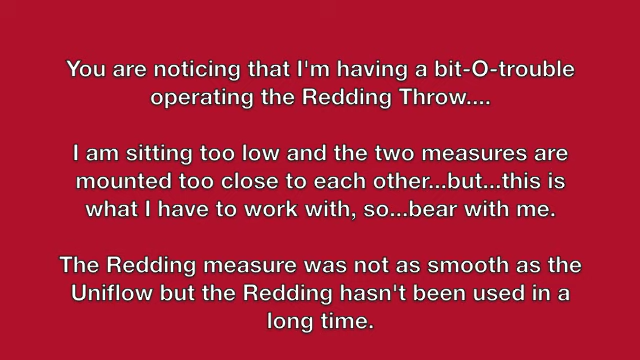 You are noticing that I'm having a bit-O-trouble
operating the Redding Throw....
I am sitting too low and the two measures are
mounted too close to each other...but...this is
what I have to work with, so...bear with me.
The Redding measure was not as smooth as the
Uniflow but the Redding hasn't been used in a
long time.